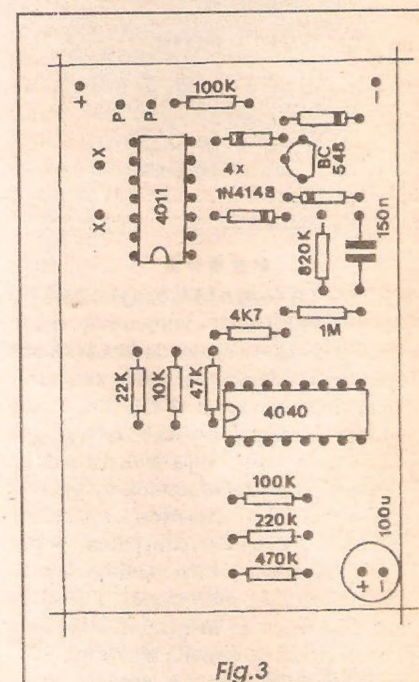 100K
+
P
P
-
X
X
4011
4x
1N4148
BC
548
820K
150n
4K7
1M
22K
10K
47K
4040
100K
220K
470K
100u
+ -
Fig.3